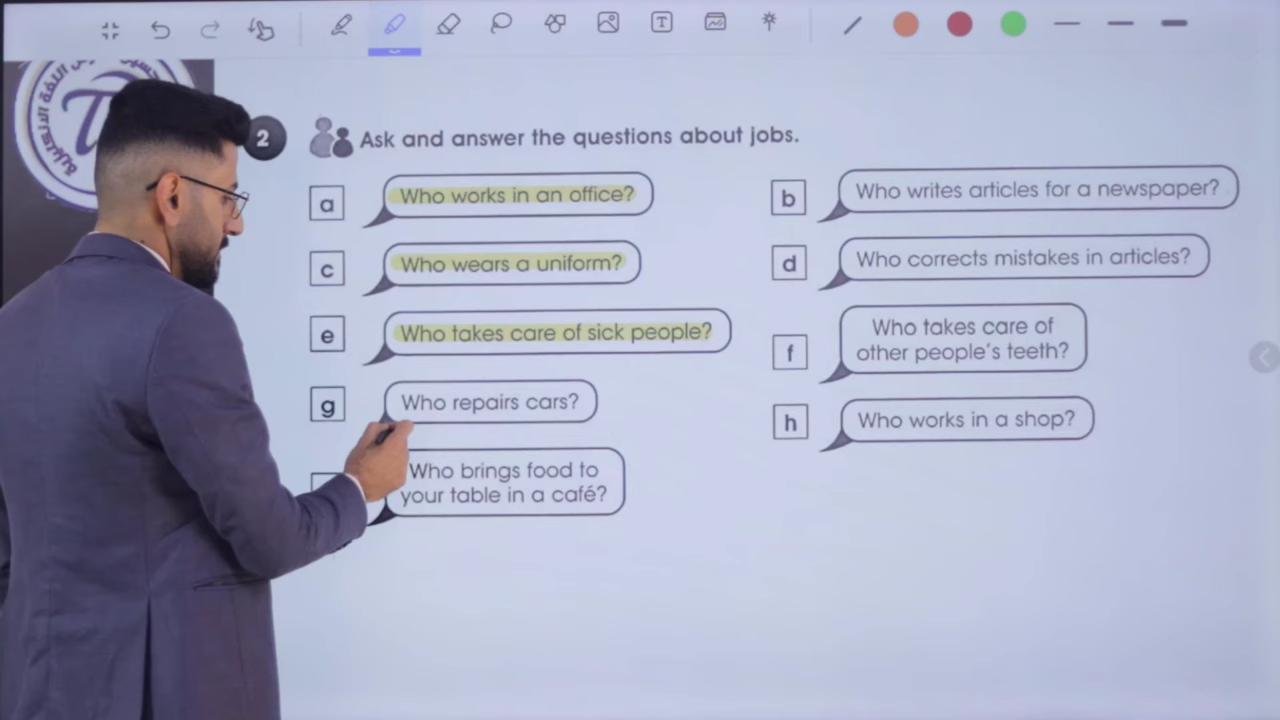 2 Ask and answer the questions about jobs.
a Who works in an office?
b Who writes articles for a newspaper?
c Who wears a uniform?
d Who corrects mistakes in articles?
e Who takes care of sick people?
f Who takes care of
other people's teeth?
g Who repairs cars?
h Who works in a shop?
Who brings food to
your table in a café?